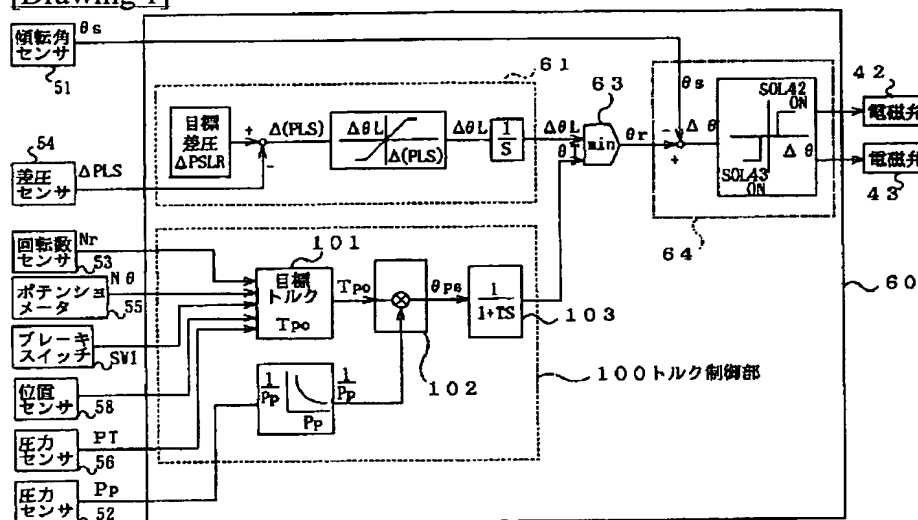 [Drawing 4]
傾転角
センサ
θs
51
54
差圧
センサ
ΔPLS
回転数
センサ
Nr
53
ポテンショ
メータ
Nθ
55
ブレーキ
スイッチ
SW1
位置
センサ
58
圧力
センサ
PT
56
圧力
センサ
Pp
52
61
目標
差圧
ΔPSLR
+
-
Δ(PLS)
ΔθL
Δ(PLS)
ΔθL
1
S
ΔθL
θT
63
min
θr
θs
-
+
Δθ
SOL42
ON
Δθ
SOL43
ON
64
42
電磁弁
電磁弁
43
60
101
目標
トルク
Tpo
Tpo
102
θps
1
1+TS
103
1
Pp
Pp
1
Pp
100トルク制御部